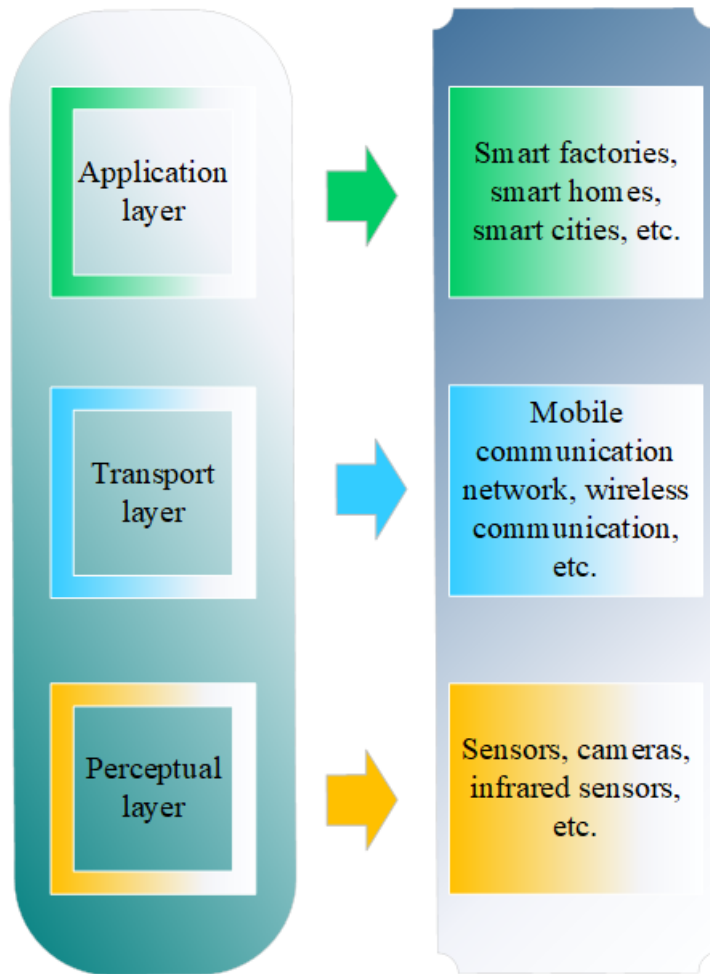 Application
layer
Smart factories,
smart homes,
smart cities, etc.
Transport
layer
Mobile
communication
network, wireless
communication,
etc.
Perceptual
layer
Sensors, cameras,
infrared sensors,
etc.